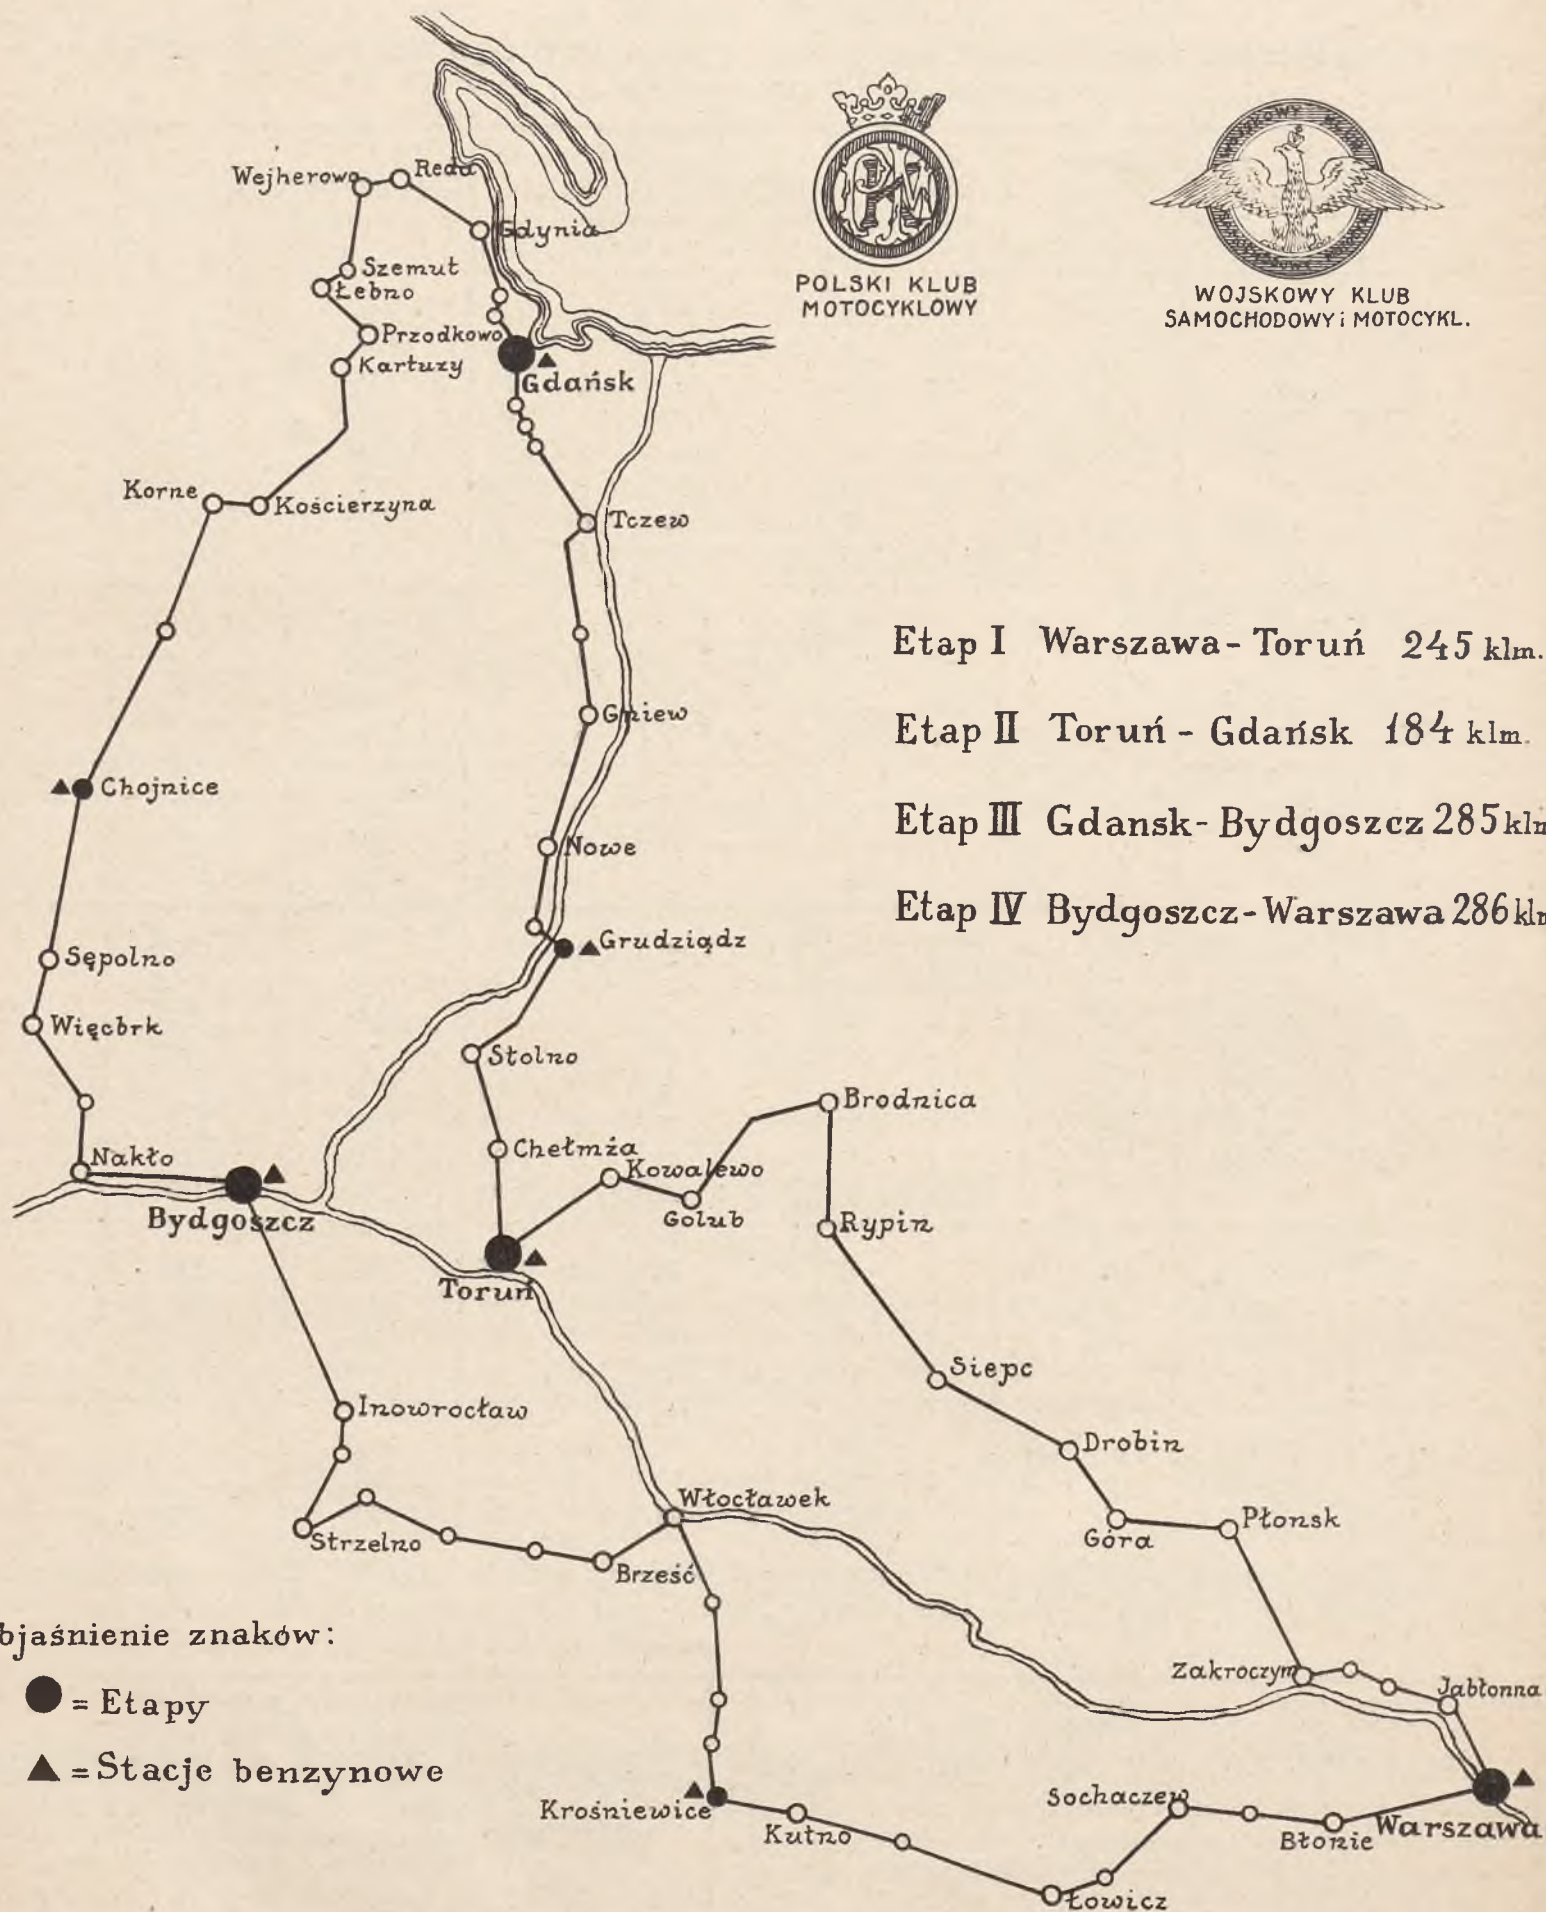 Wejherowo
Reda
Gdynia
Szemut
Łebno
Przodkowo
Kartuzy
Gdańsk
Korne
Kościerzyna
Tczew
POLSKI KLUB
MOTOCYKLOWY
WOJSKOWY KLUB
WOJSKOWY KLUB
SAMOCHODOWY i MOTOCYKL.
Etap I Warszawa - Toruń 245 klm.
Etap II Toruń - Gdańsk 184 klm.
Etap III Gdansk - Bydgoszcz 285 klm
Etap IV Bydgoszcz - Warszawa 286 klm
Gniew
Chojnice
Nowe
Grudziądz
Sępolno
Więcbrk
Stolno
Brodnica
Nakło
Chełmża
Kowalewo
Golub
Bydgoszcz
Rypin
Toruń
Siepc
Inowrocław
Drobin
Włocławek
Strzelno
Góra
Płonsk
Brześć
bjaśnienie znaków:
= Etapy
= Stacje benzynowe
Zakroczym
Jabłonna
Krośniewice
Kutno
Sochaczew
Błonie
Warszawa
Łowicz